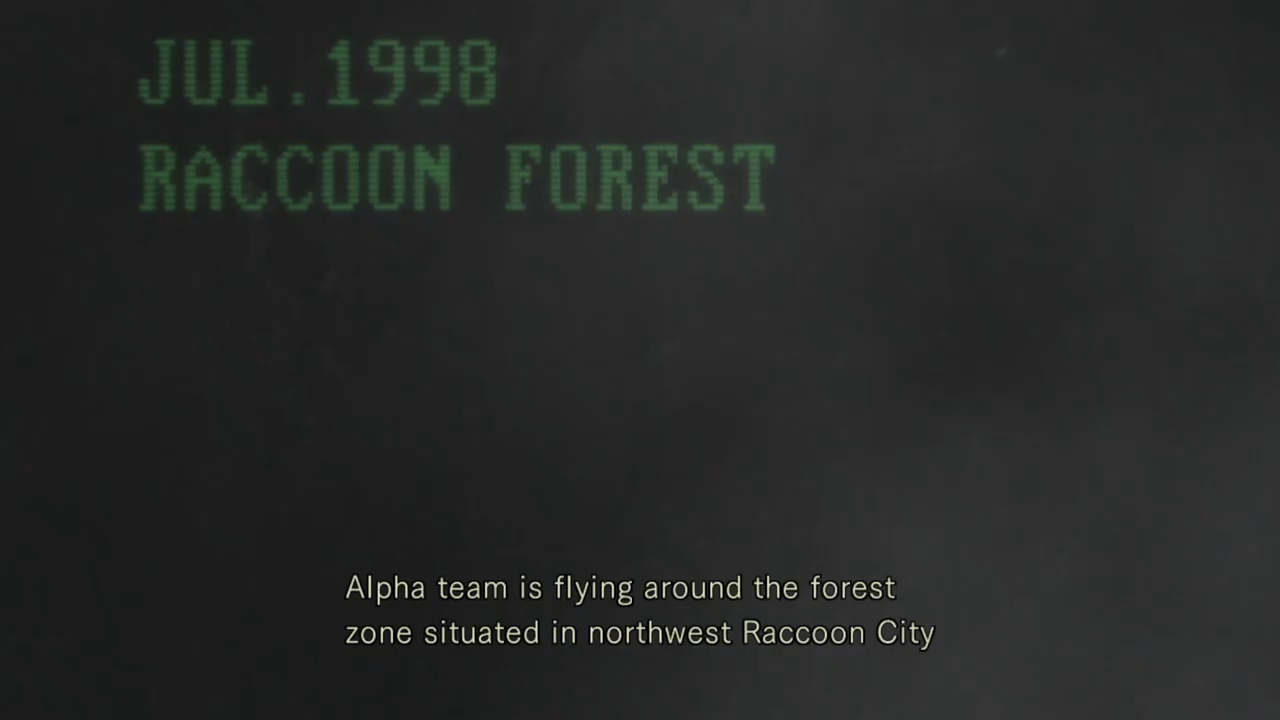 JUL.1998
RACCOON FOREST
Alpha team is flying around the forest
zone situated in northwest Raccoon City